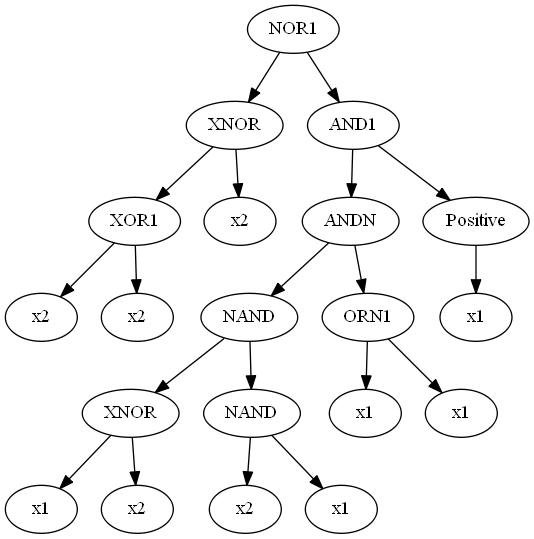 NOR1
XNOR AND1
XOR1 x2 ANDN Positive
x2 x2 NAND ORN1 x1
XNOR NAND x1 x1
x1 x2 x2 x1